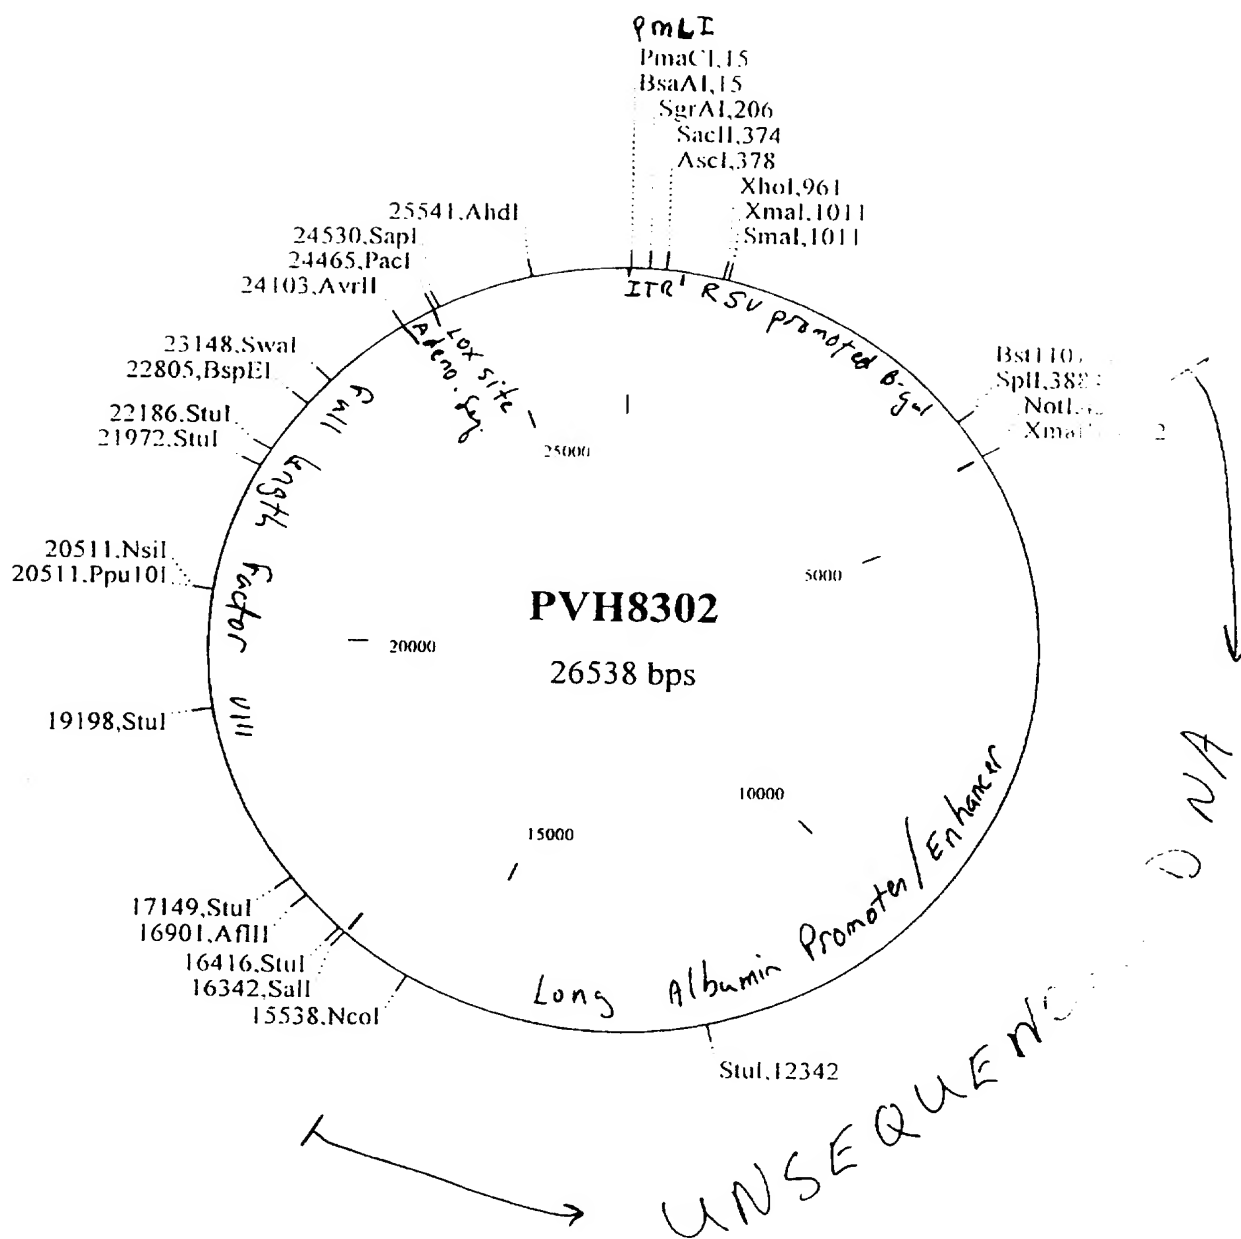 PmLI
PmaCI,15
BsaAI,15
SgrAI,206
SacII,374
AscI,378
XhoI,961
XmaI,1011
SmaI,1011
25541,AhdI
24530,SapI
24465,PacI
24103,AvrII
23148,SwaI
22805,BspEI
22186,StuI
21972,StuI
20511,NsiI
20511,Ppu10I
19198,StuI
17149,StuI
16901,AflII
16416,StuI
16342,SalI
15538,NcoI
StuI,12342
ITR
RSV promoted B-gal
Long Albumin Promoter/Enhancer
Full length Factor VIII
Adeno. Seq.
LOX site
25000
5000
10000
15000
20000
PVH8302
26538 bps
DNA